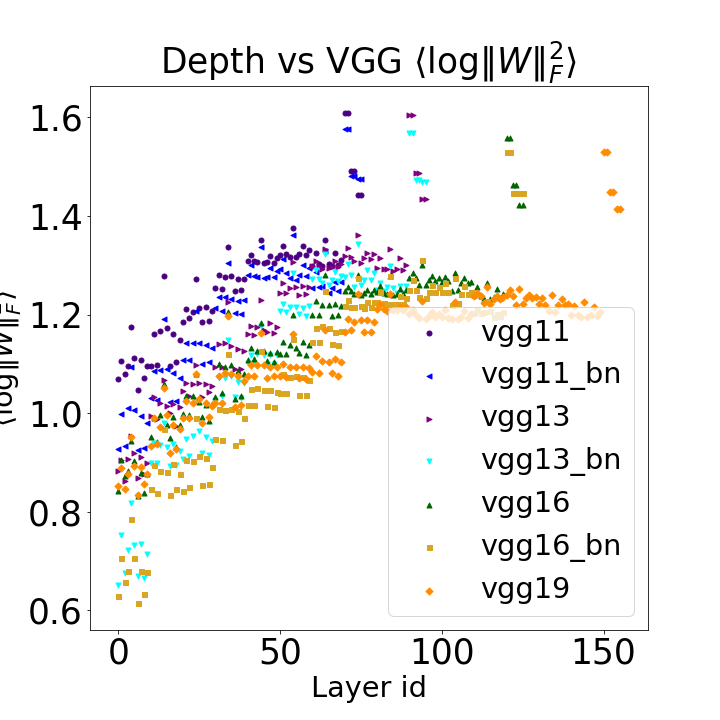 Depth vs VGG ⟨log‖W‖²_F⟩
⟨log‖W‖²_F⟩
1.6
1.4
1.2
1.0
0.8
0.6
0
50
100
150
Layer id
vgg11
vgg11_bn
vgg13
vgg13_bn
vgg16
vgg16_bn
vgg19